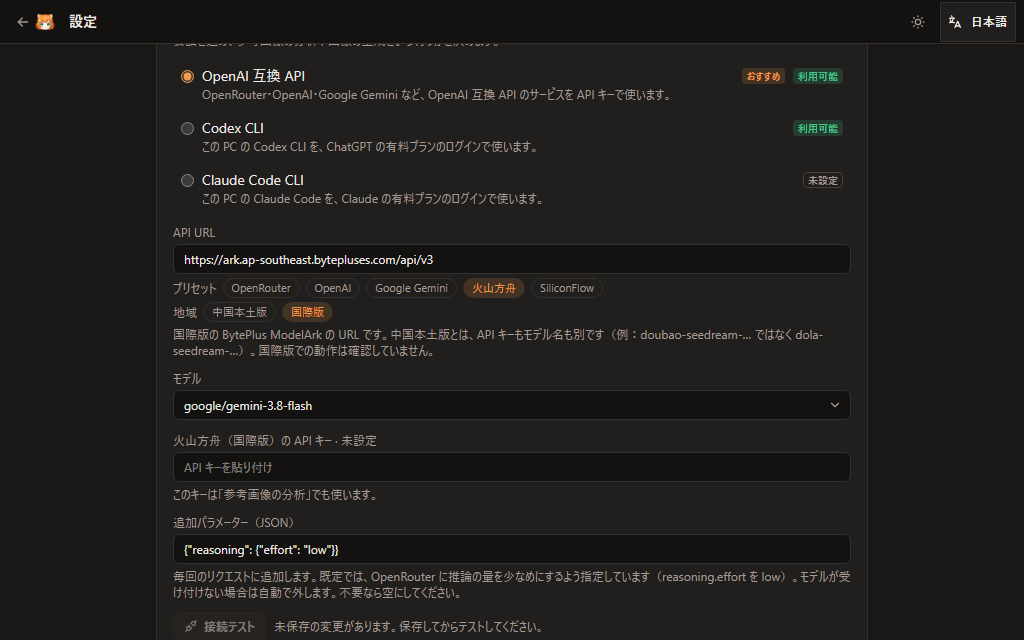 設定
日本語
OpenAI 互換 API
おすすめ
利用可能
OpenRouter・OpenAI・Google Gemini など、OpenAI 互換 API のサービスを API キーで使います。
Codex CLI
利用可能
この PC の Codex CLI を、ChatGPT の有料プランのログインで使います。
Claude Code CLI
未設定
この PC の Claude Code を、Claude の有料プランのログインで使います。
API URL
https://ark.ap-southeast.bytepluses.com/api/v3
プリセット OpenRouter OpenAI Google Gemini 火山方舟 SiliconFlow
地域 中国本土版 国際版
国際版の BytePlus ModelArk の URL です。中国本土版とは、API キーもモデル名も別です（例：doubao-seedream-... ではなく dola-
seedream-...）。国際版での動作は確認していません。
モデル
google/gemini-3.8-flash
火山方舟（国際版）の API キー · 未設定
API キーを貼り付け
このキーは「参考画像の分析」でも使います。
追加パラメーター（JSON）
{"reasoning": {"effort": "low"}}
毎回のリクエストに追加します。既定では、OpenRouter に推論の量を少なめにするよう指定しています（reasoning.effort を low）。モデルが受
け付けない場合は自動で外します。不要なら空にしてください。
接続テスト 未保存の変更があります。保存してからテストしてください。